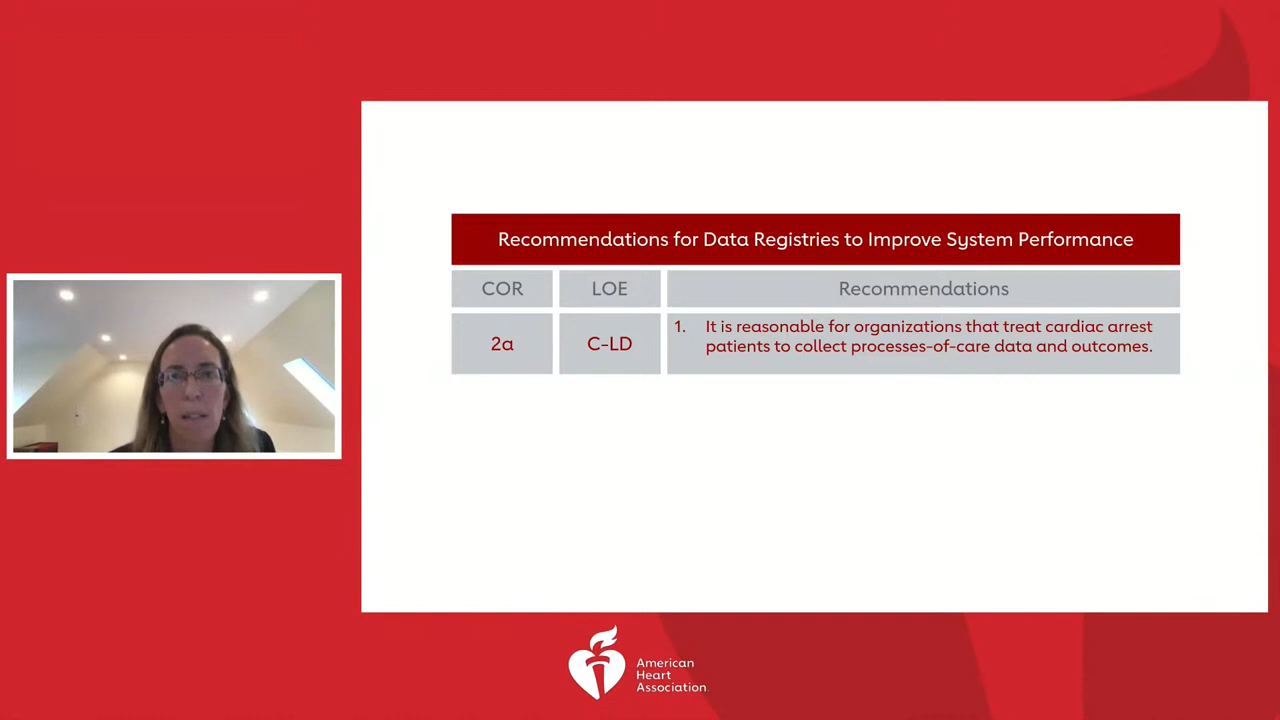 Recommendations for Data Registries to Improve System Performance
COR
LOE
Recommendations
2a
C-LD
1. It is reasonable for organizations that treat cardiac arrest
patients to collect processes-of-care data and outcomes.
American
Heart
Association.